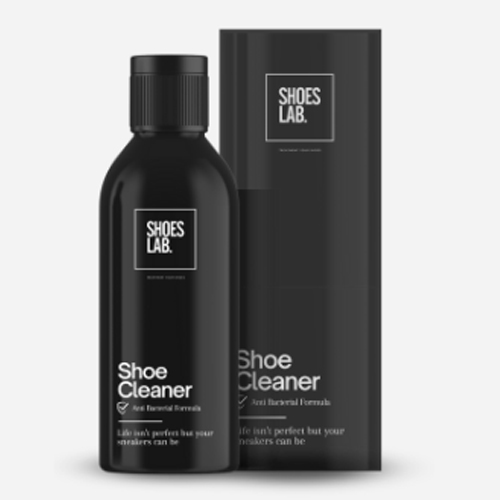 SHOES
LAB.
Shoe
Cleaner
Anti Bacterial Formula
Life isn't perfect but your
sneakers can be
SHOES
LAB.
Shoe
Cleaner
Anti Bacterial Formula
Life isn't perfect but your
sneakers can be